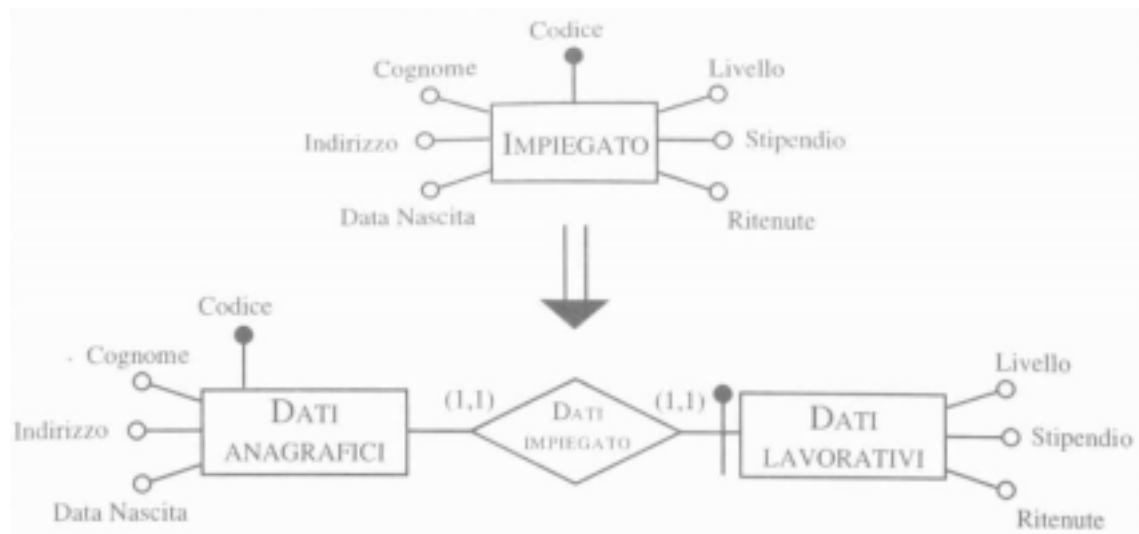 Codice
Cognome
Livello
Indirizzo
IMPIEGATO
Stipendio
Data Nascita
Ritenute
Codice
Cognome
Livello
DATI
(1,1)
DATI
(1,1)
DATI
Indirizzo
ANAGRAFICI
IMPIEGATO
LAVORATIVI
Stipendio
Data Nascita
Ritenute